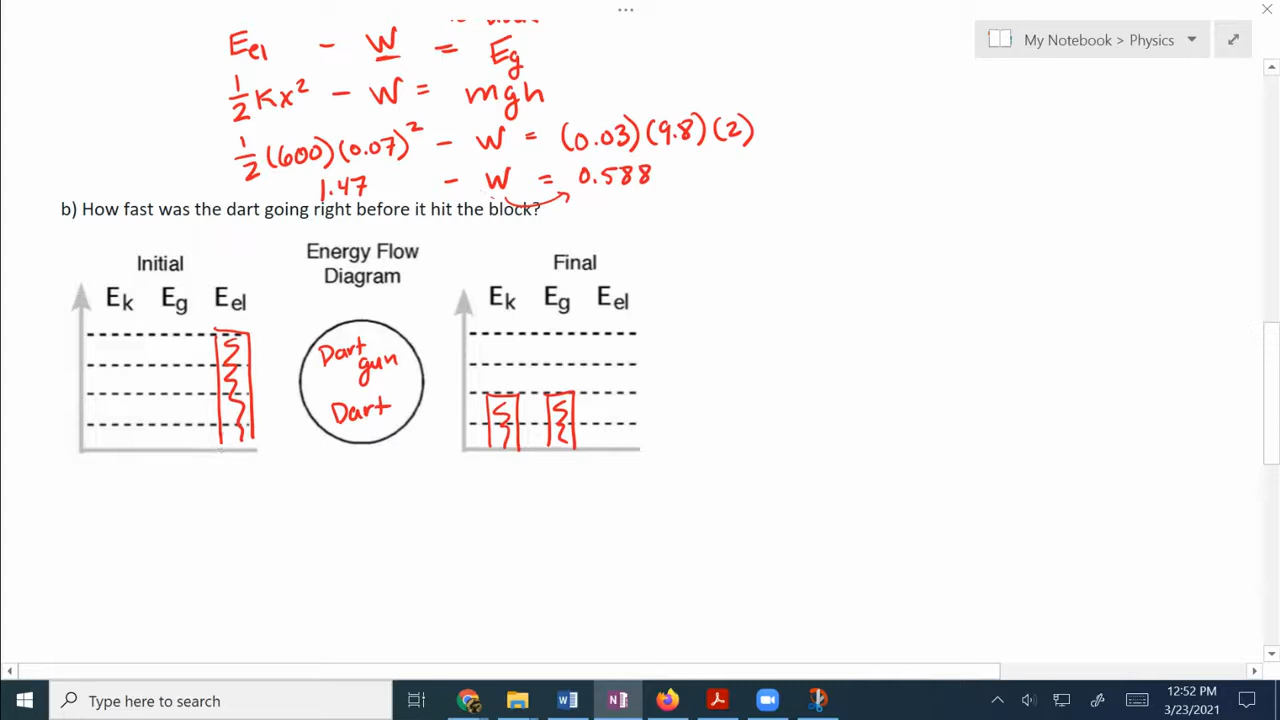 ...
My Notebook > Physics
Eel - W = Eg
½Kx² - W = mgh
½(600)(0.07)² - W = (0.03)(9.8)(2)
1.47 - W = 0.588
b) How fast was the dart going right before it hit the block?
Initial
Ek Eg Eel
Energy Flow
Diagram
Dart
gun
Dart
Final
Ek Eg Eel
Type here to search
12:52 PM
3/23/2021